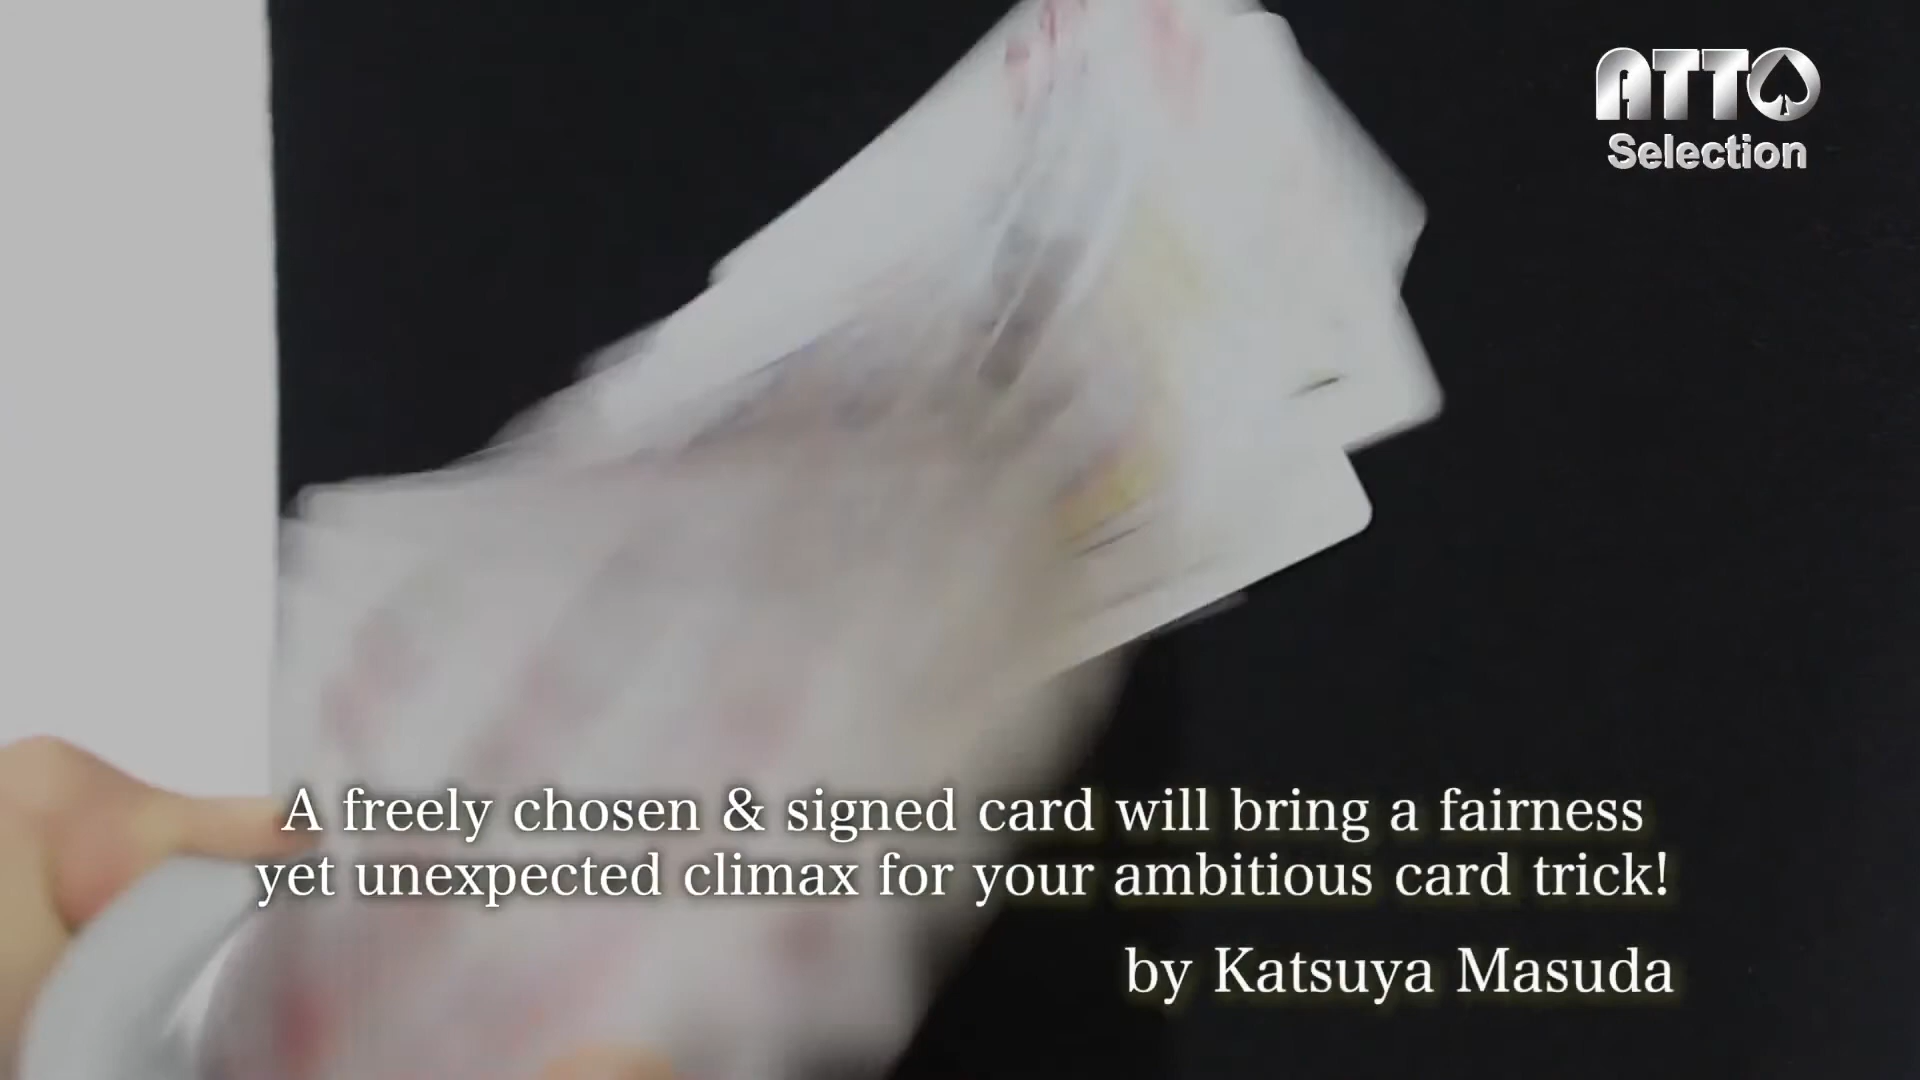 ATTO
Selection
A freely chosen & signed card will bring a fairness
yet unexpected climax for your ambitious card trick!
by Katsuya Masuda